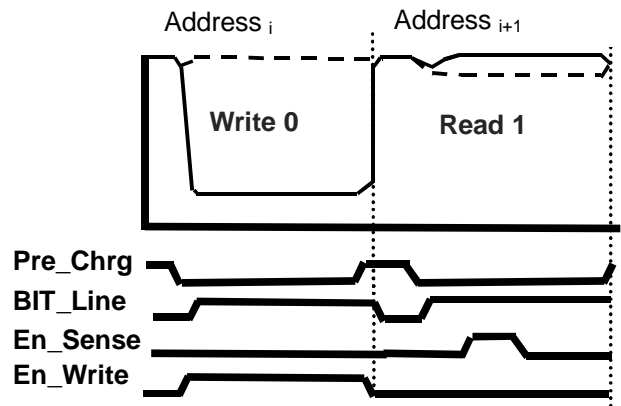 Address i Address i+1
Write 0 Read 1
Pre_Chrg
BIT_Line
En_Sense
En_Write